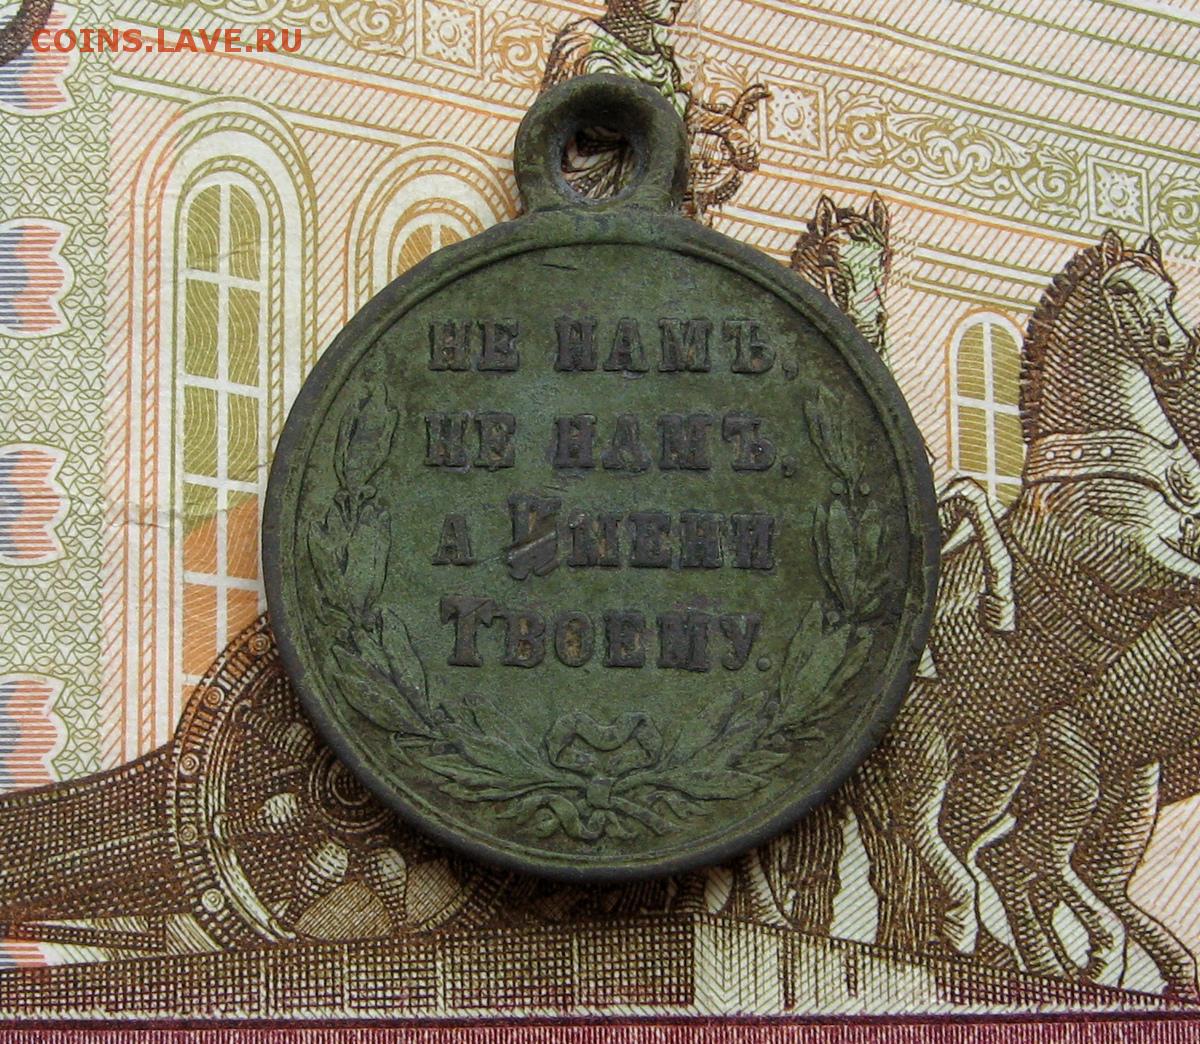 COINS.LAVE.RU
НЕ НАМЪ,
НЕ НАМЪ,
А ИМЕНИ
ТВОЕМУ.